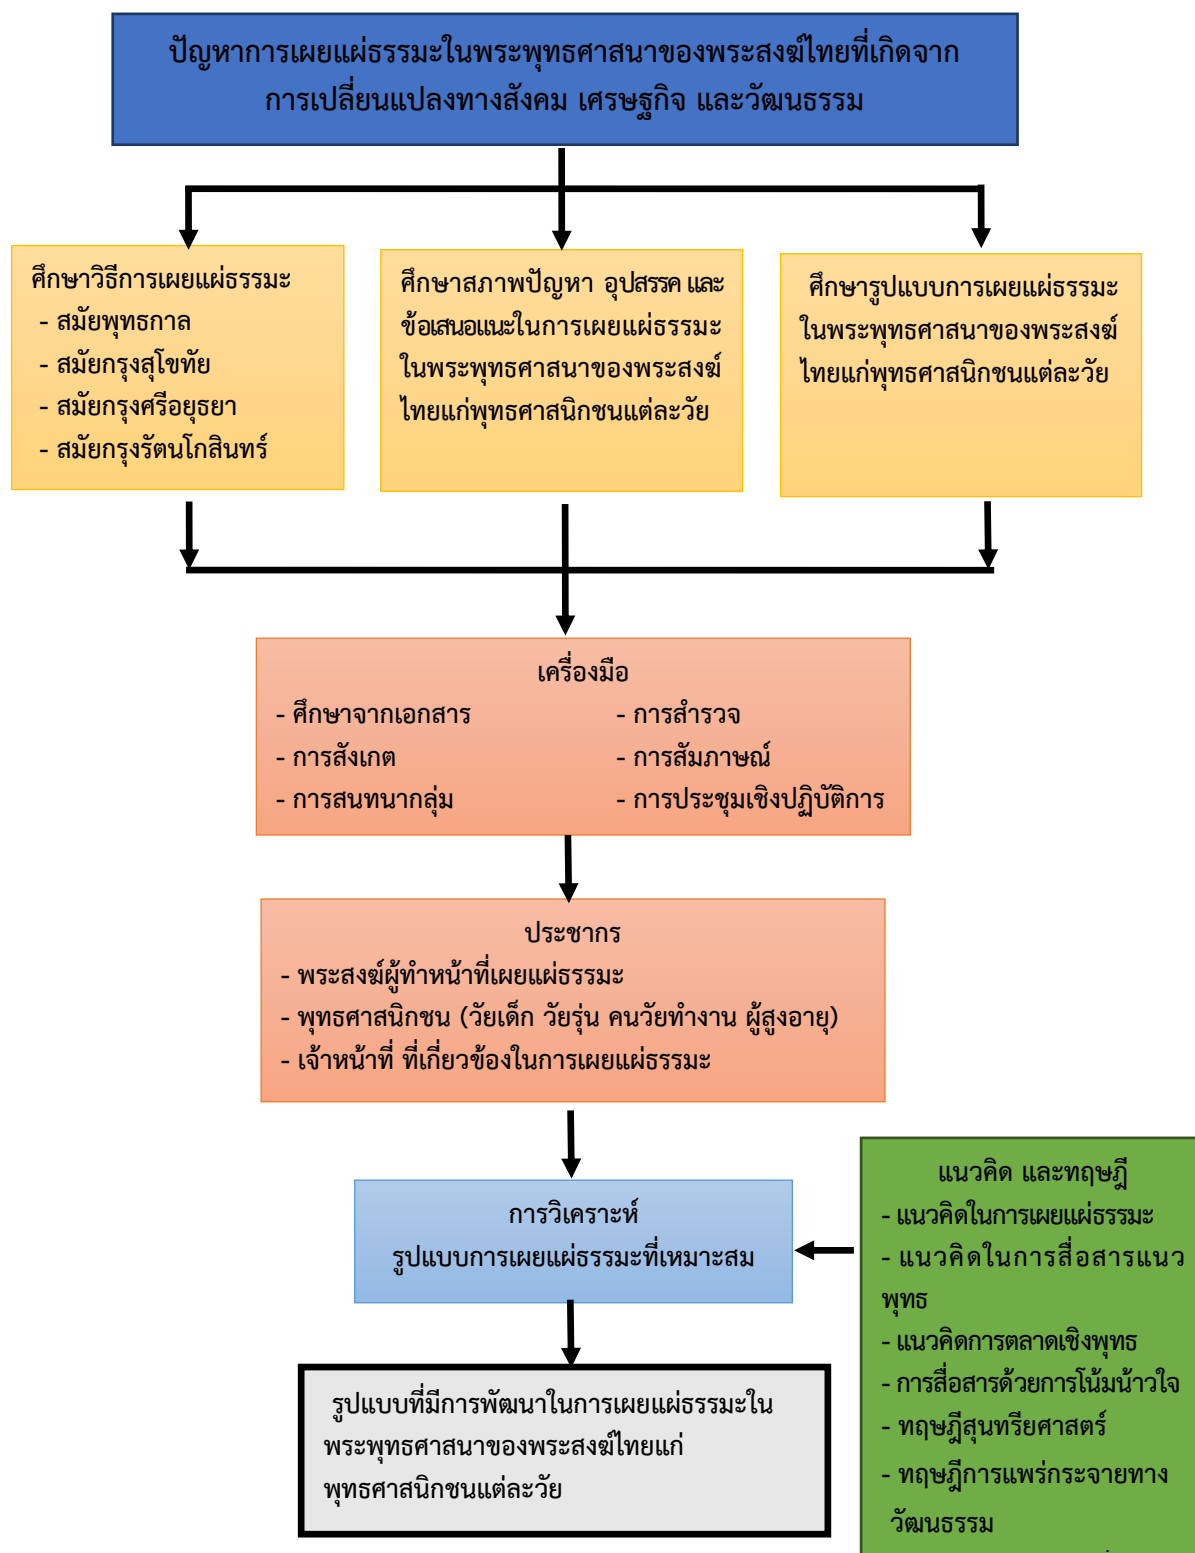 ปัญหาการเผยแผ่ธรรมะในพระพุทธศาสนาของพระสงฆ์ไทยที่เกิดจาก
การเปลี่ยนแปลงทางสังคม เศรษฐกิจ และวัฒนธรรม
ศึกษาวิธีการเผยแผ่ธรรมะ
- สมัยพุทธกาล
- สมัยกรุงสุโขทัย
- สมัยกรุงศรีอยุธยา
- สมัยกรุงรัตนโกสินทร์
ศึกษาสภาพปัญหา อุปสรรค และ
ข้อเสนอแนะในการเผยแผ่ธรรมะ
ในพระพุทธศาสนาของพระสงฆ์
ไทยแก่พุทธศาสนิกชนแต่ละวัย
ศึกษารูปแบบการเผยแผ่ธรรมะ
ในพระพุทธศาสนาของพระสงฆ์
ไทยแก่พุทธศาสนิกชนแต่ละวัย
เครื่องมือ
- ศึกษาจากเอกสาร - การสำรวจ
- การสังเกต - การสัมภาษณ์
- การสนทนากลุ่ม - การประชุมเชิงปฏิบัติการ
ประชากร
- พระสงฆ์ผู้ทำหน้าที่เผยแผ่ธรรมะ
- พุทธศาสนิกชน (วัยเด็ก วัยรุ่น คนวัยทำงาน ผู้สูงอายุ)
- เจ้าหน้าที่ ที่เกี่ยวข้องในการเผยแผ่ธรรมะ
การวิเคราะห์
รูปแบบการเผยแผ่ธรรมะที่เหมาะสม
แนวคิด และทฤษฎี
- แนวคิดในการเผยแผ่ธรรมะ
- แนวคิดในการสื่อสารแนว
พุทธ
- แนวคิดการตลาดเชิงพุทธ
- การสื่อสารด้วยการโน้มน้าวใจ
- ทฤษฎีสุนทรียศาสตร์
- ทฤษฎีการแพร่กระจายทาง
วัฒนธรรม
รูปแบบที่มีการพัฒนาในการเผยแผ่ธรรมะใน
พระพุทธศาสนาของพระสงฆ์ไทยแก่
พุทธศาสนิกชนแต่ละวัย